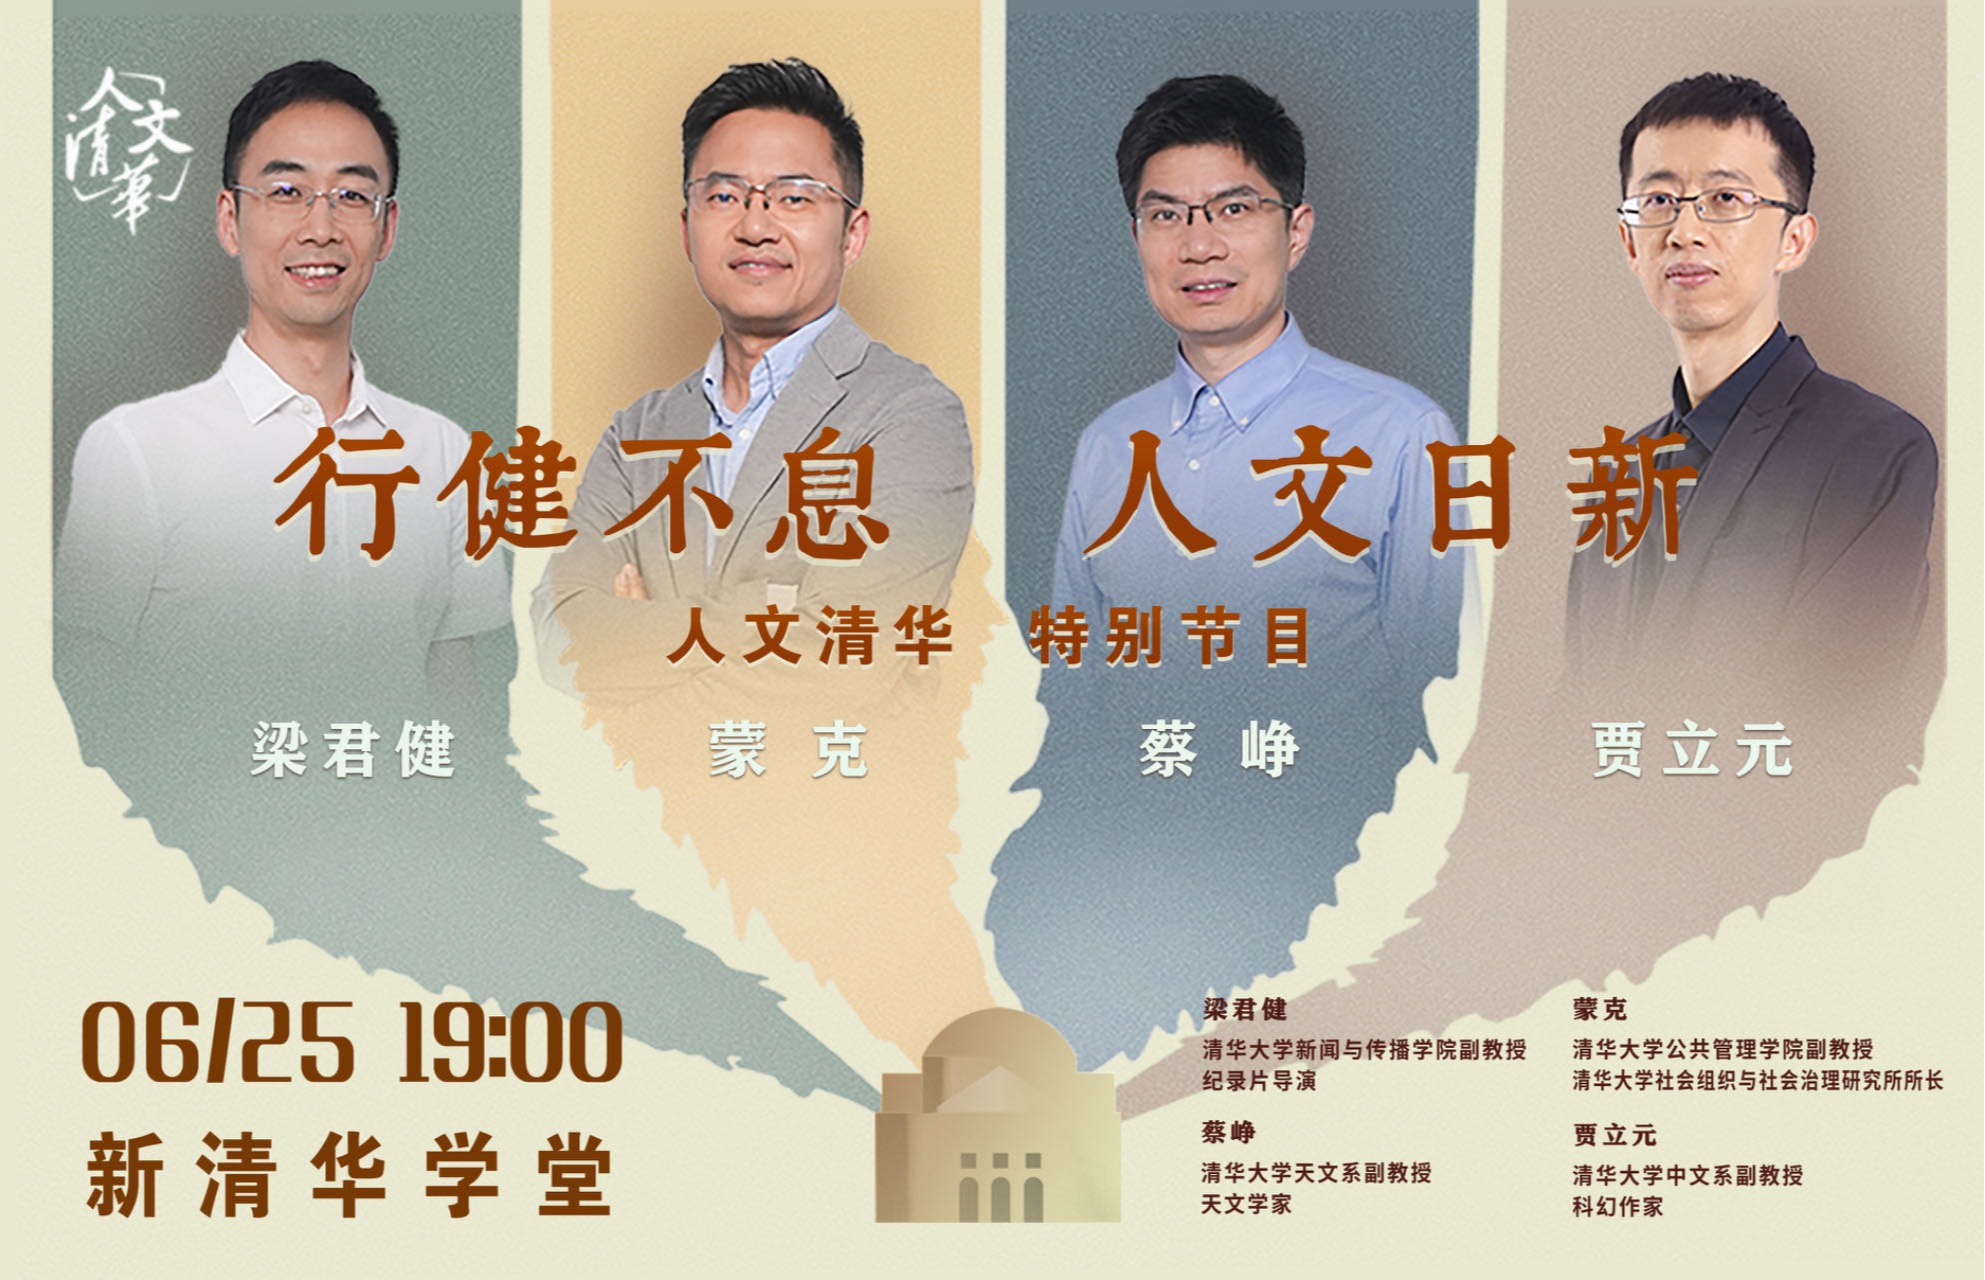 人文清華
行健不息 人文日新
人文清华 特别节目
梁君健
蒙克
蔡峥
贾立元
06/25 19:00
新清华学堂
梁君健
清华大学新闻与传播学院副教授
纪录片导演
蒙克
清华大学公共管理学院副教授
清华大学社会组织与社会治理研究所所长
蔡峥
清华大学天文系副教授
天文学家
贾立元
清华大学中文系副教授
科幻作家